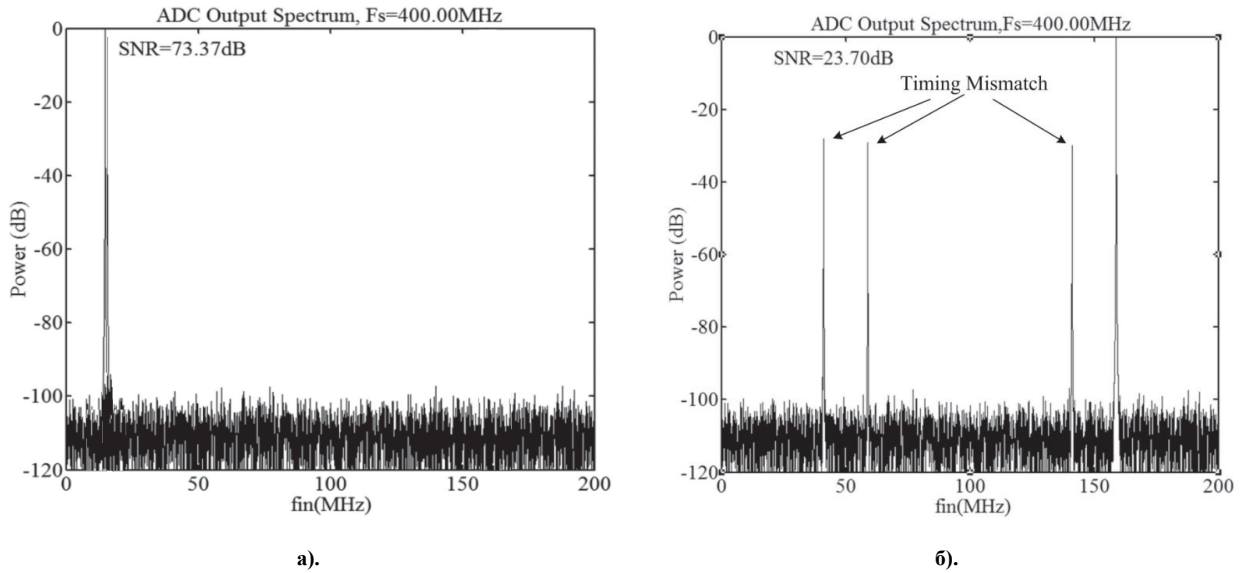 ADC Output Spectrum, Fs=400.00MHz
SNR=73.37dB
Power (dB)
0
-20
-40
-60
-80
-100
-120
0 50 100 150 200
fin(MHz)
а).
ADC Output Spectrum,Fs=400.00MHz
SNR=23.70dB
Timing Mismatch
Power (dB)
0
-20
-40
-60
-80
-100
-120
0 50 100 150 200
fin(MHz)
б).